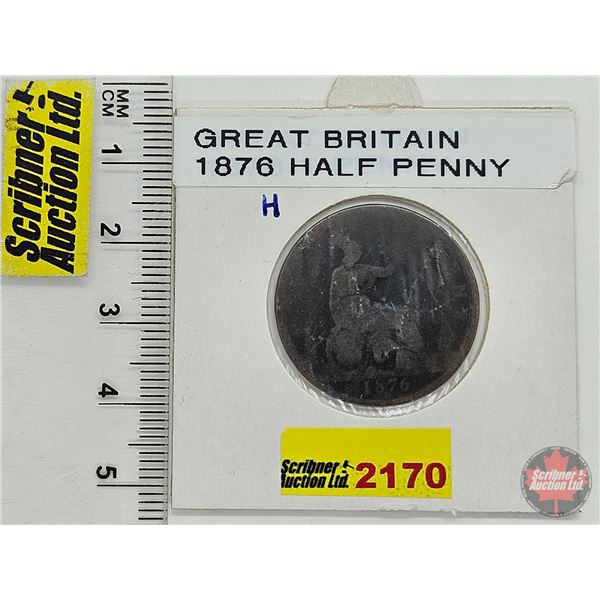 Scribner
Auction Ltd.
MM
CM
1
2
3
4
5
GREAT BRITAIN
1876 HALF PENNY
H
1876
Scribner
Auction Ltd.
2170
Scribner
Auction Ltd.